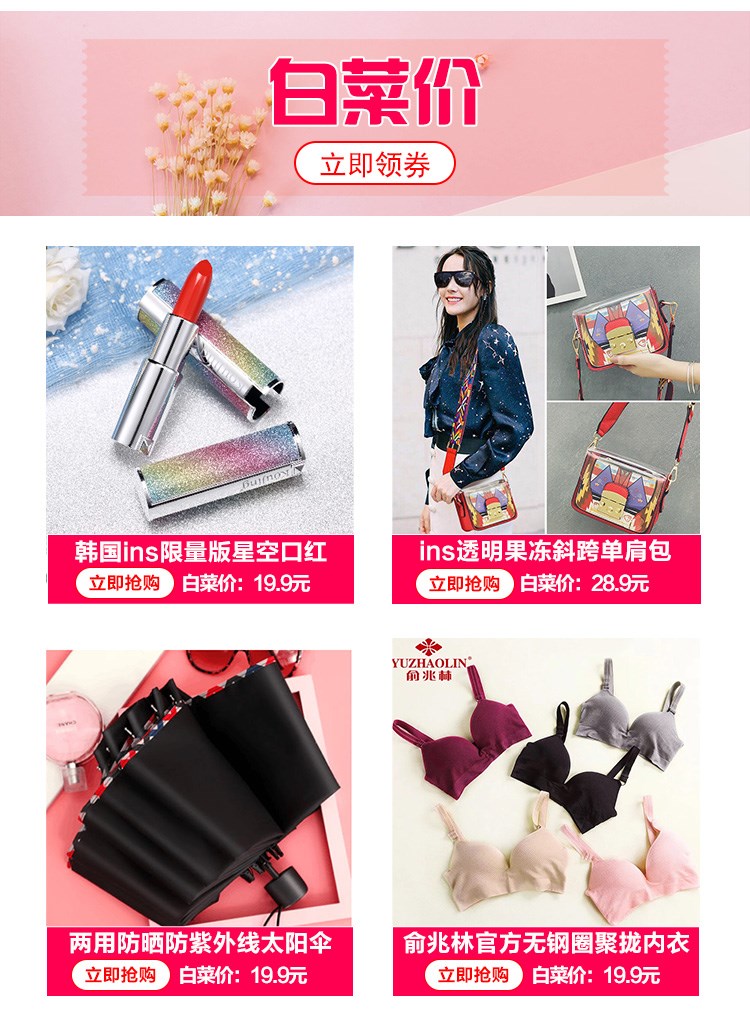 白菜价
立即领券
Kouying
韩国ins限量版星空口红
立即抢购 白菜价：19.9元
ins透明果冻斜跨单肩包
立即抢购 白菜价：28.9元
CHANEL
两用防晒防紫外线太阳伞
立即抢购 白菜价：19.9元
YUZHAOLIN
俞兆林
俞兆林官方无钢圈聚拢内衣
立即抢购 白菜价：19.9元